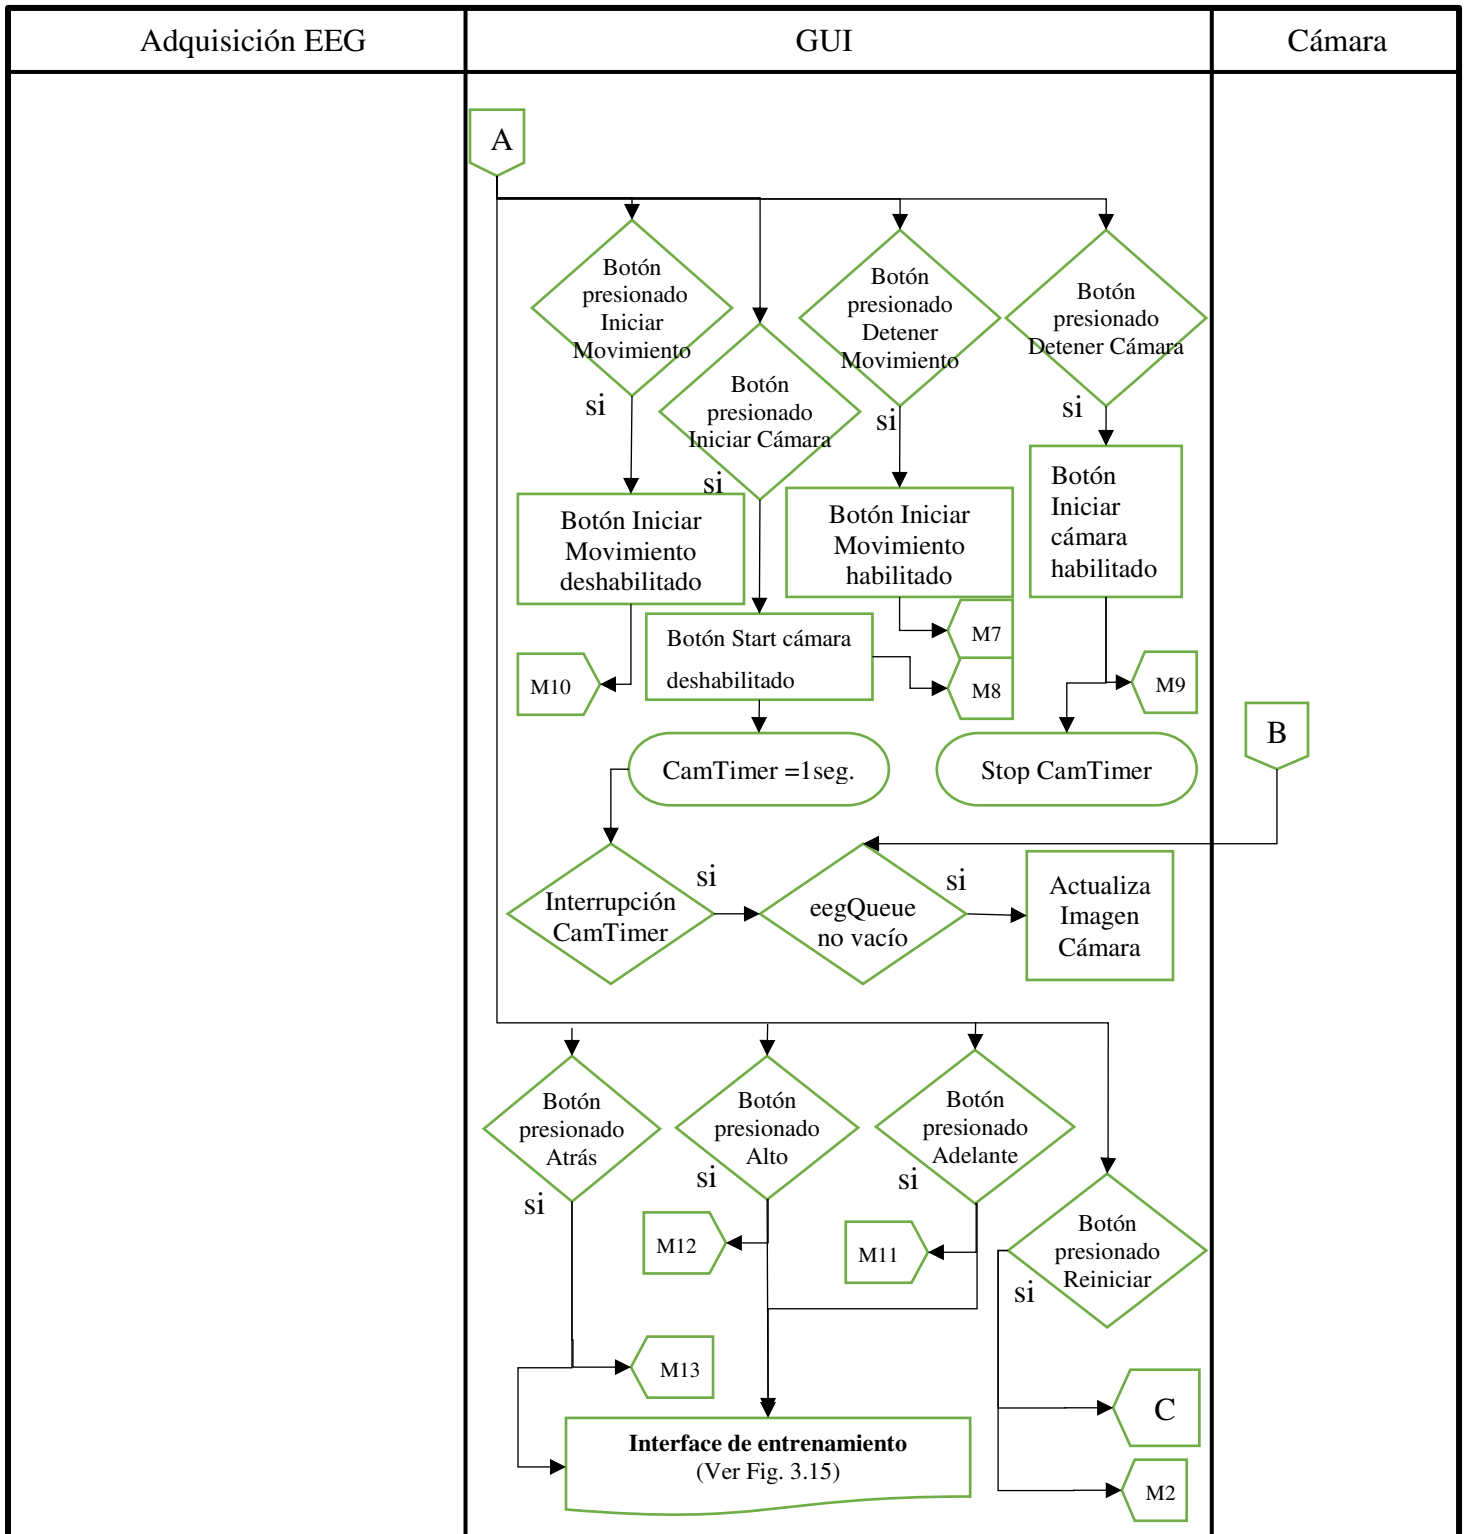 Adquisición EEG
GUI
Cámara
A
Botón
presionado
Iniciar
Movimiento
si
Botón
presionado
Iniciar Cámara
si
Botón
presionado
Detener
Movimiento
si
Botón
presionado
Detener Cámara
si
Botón Iniciar
Movimiento
deshabilitado
Botón Iniciar
Movimiento
habilitado
Botón
Iniciar
cámara
habilitado
M10
Botón Start cámara
deshabilitado
M7
M8
M9
B
CamTimer =1seg.
Stop CamTimer
Interrupción
CamTimer
si
eegQueue
no vacío
si
Actualiza
Imagen
Cámara
Botón
presionado
Atrás
si
Botón
presionado
Alto
si
Botón
presionado
Adelante
si
Botón
presionado
Reiniciar
si
M12
M11
M13
C
Interface de entrenamiento
(Ver Fig. 3.15)
M2